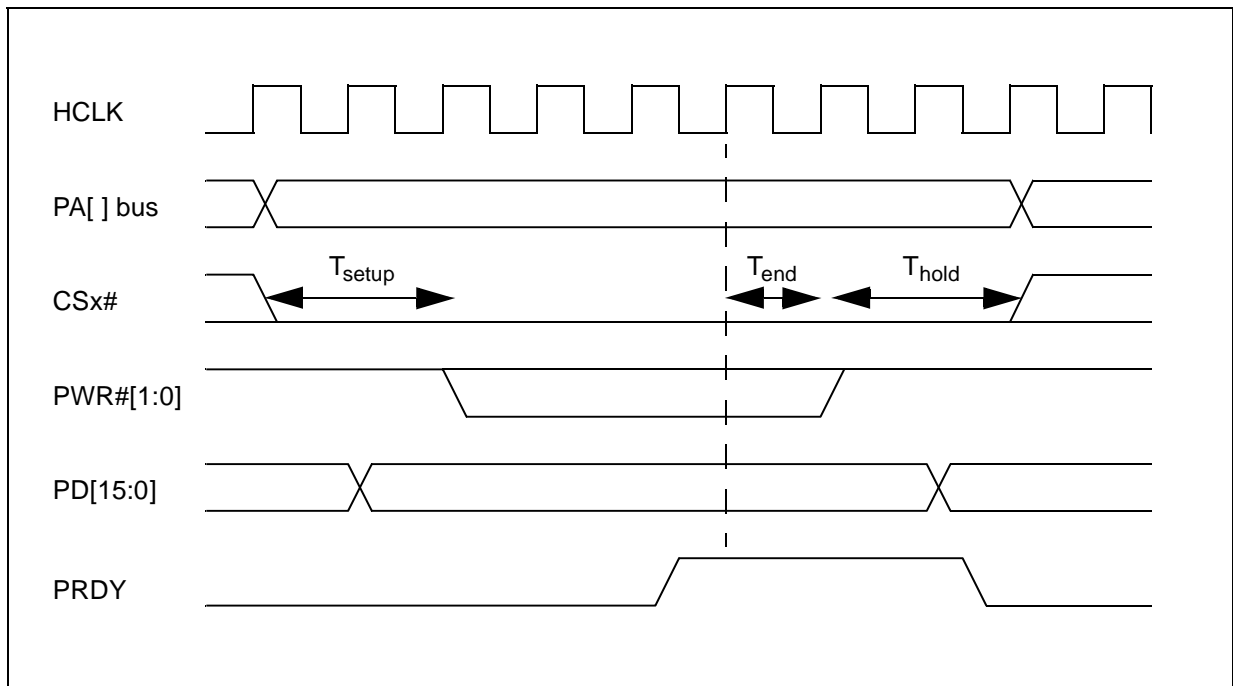 HCLK
PA[ ] bus
CSx#
Tsetup
Tend
Thold
PWR#[1:0]
PD[15:0]
PRDY